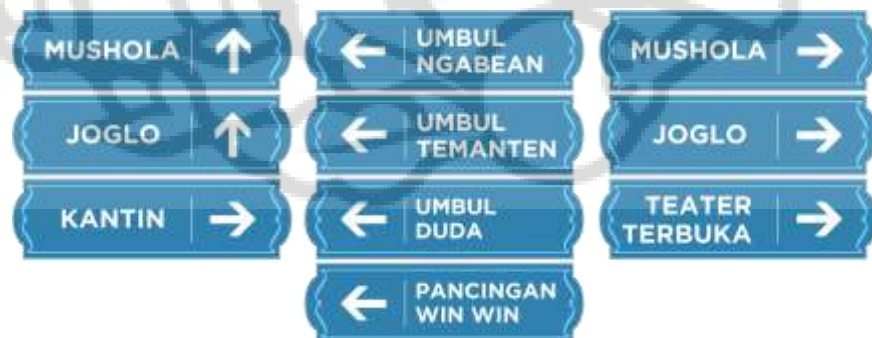 MUSHOLA
JOGLO
KANTIN
UMBUL
NGABEAN
UMBUL
TEMANTEN
UMBUL
DUDA
PANCINGAN
WIN WIN
MUSHOLA
JOGLO
TEATER
TERBUKA